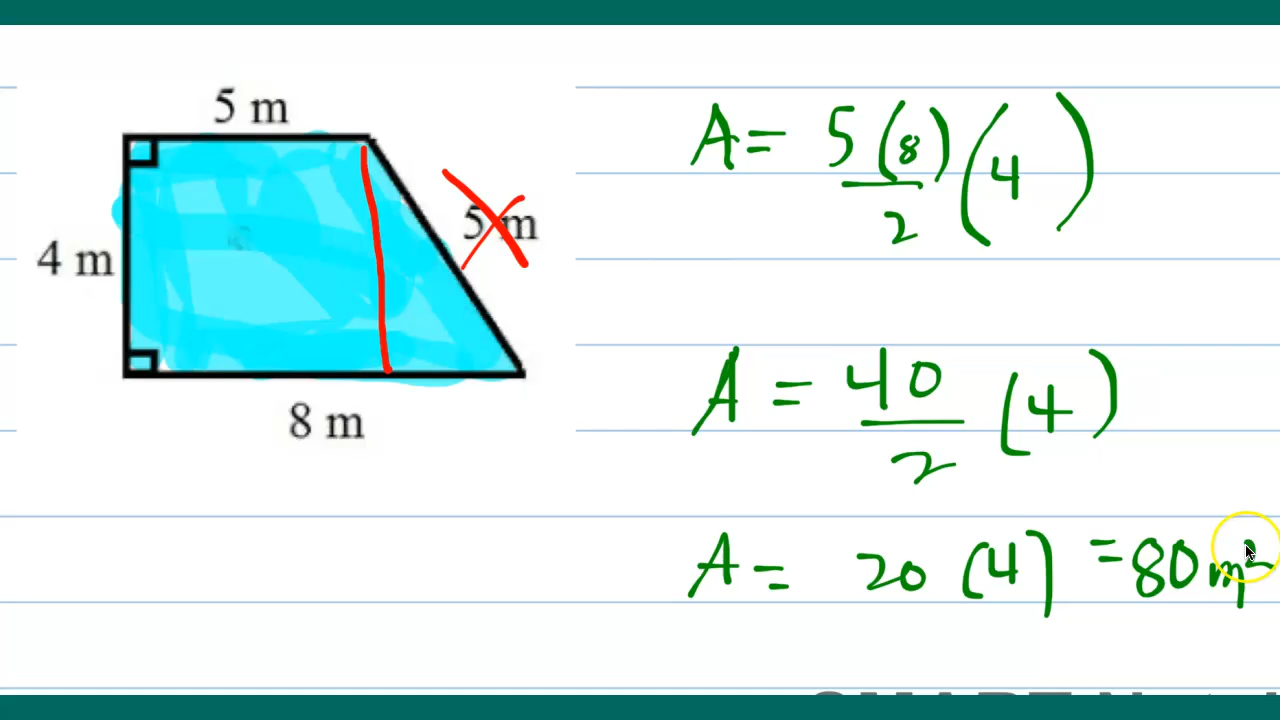 5 m
A = 5(8)/2 (4)
4 m
5 m
8 m
A = 40/2 (4)
A = 20 (4) = 80 m²